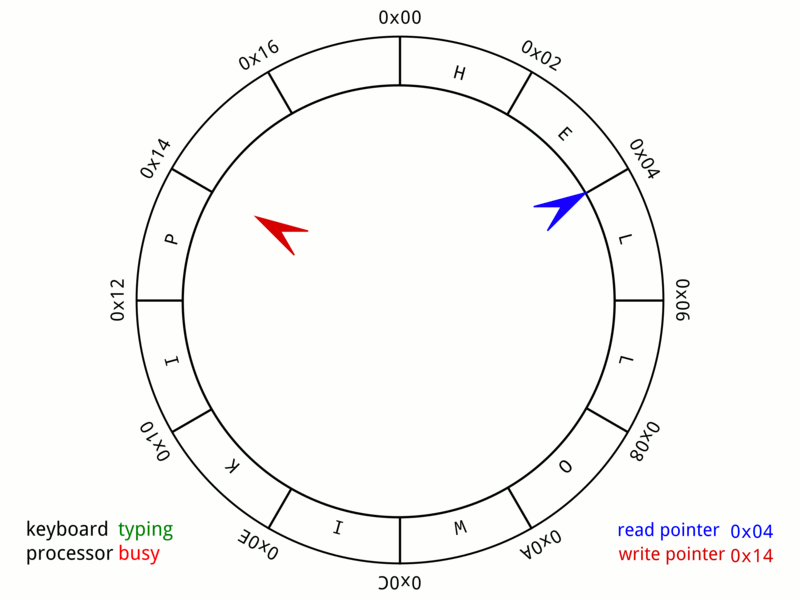 0x00
0x02
0x04
0x06
0x08
0x0A
0x0C
0x0E
0x10
0x12
0x14
0x16
H
E
L
L
O
W
I
K
I
P
keyboard typing
processor busy
read pointer 0x04
write pointer 0x14